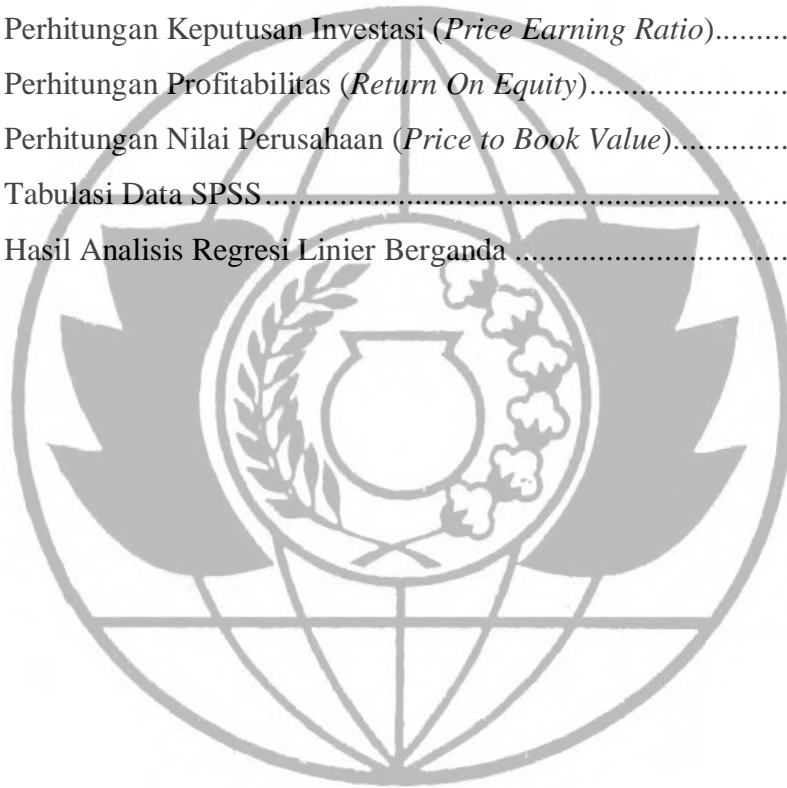 Perhitungan Keputusan Investasi (Price Earning Ratio).........
Perhitungan Profitabilitas (Return On Equity)........................
Perhitungan Nilai Perusahaan (Price to Book Value)..............
Tabulasi Data SPSS................................................................
Hasil Analisis Regresi Linier Berganda .................................